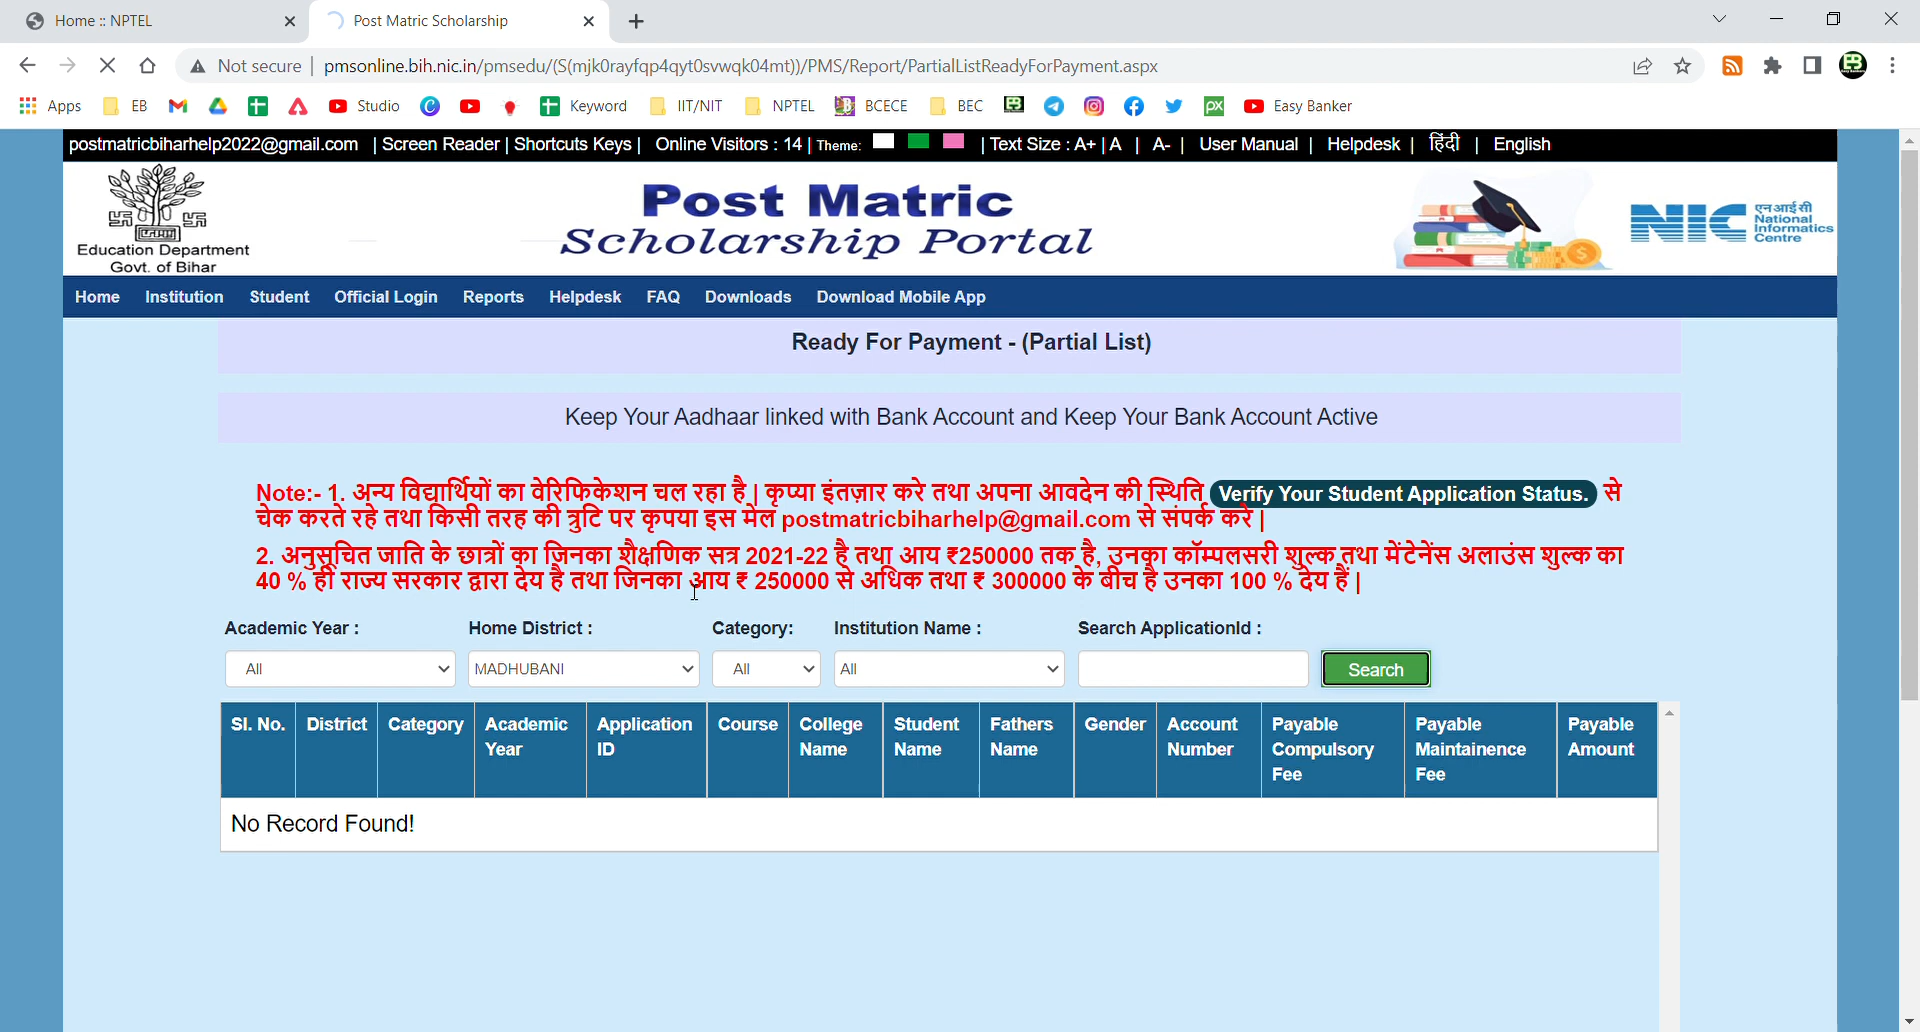 Home :: NPTEL
Post Matric Scholarship
Not secure | pmsonline.bih.nic.in/pmsedu/(S(mjk0rayfqp4qyt0svwqk04mt))/PMS/Report/PartialListReadyForPayment.aspx
Apps EB Studio Keyword IIT/NIT NPTEL BCECE BEC Easy Banker
postmatricbiharhelp2022@gmail.com | Screen Reader | Shortcuts Keys | Online Visitors : 14 | Theme: | Text Size : A+ | A | A- | User Manual | Helpdesk | हिंदी | English
Education Department
Govt. of Bihar
Post Matric
Scholarship Portal
NIC
एनआईसी
National
Informatics
Centre
Home Institution Student Official Login Reports Helpdesk FAQ Downloads Download Mobile App
Ready For Payment - (Partial List)
Keep Your Aadhaar linked with Bank Account and Keep Your Bank Account Active
Note:- 1. अन्य विद्यार्थियों का वेरिफिकेशन चल रहा है | कृप्या इंतज़ार करे तथा अपना आवदेन की स्थिति Verify Your Student Application Status. से
चेक करते रहे तथा किसी तरह की त्रुटि पर कृपया इस मेल postmatricbiharhelp@gmail.com से संपर्क करे |
2. अनुसूचित जाति के छात्रों का जिनका शैक्षणिक सत्र 2021-22 है तथा आय ₹250000 तक है, उनका कॉम्पलसरी शुल्क तथा मेंटेनेंस अलाउंस शुल्क का
40 % ही राज्य सरकार द्वारा देय है तथा जिनका आय ₹ 250000 से अधिक तथा ₹ 300000 के बीच है उनका 100 % देय हैं |
Academic Year : Home District : Category: Institution Name : Search ApplicationId :
All MADHUBANI All All Search
Sl. No. District Category Academic Year Application ID Course College Name Student Name Fathers Name Gender Account Number Payable Compulsory Fee Payable Maintainence Fee Payable Amount
No Record Found!